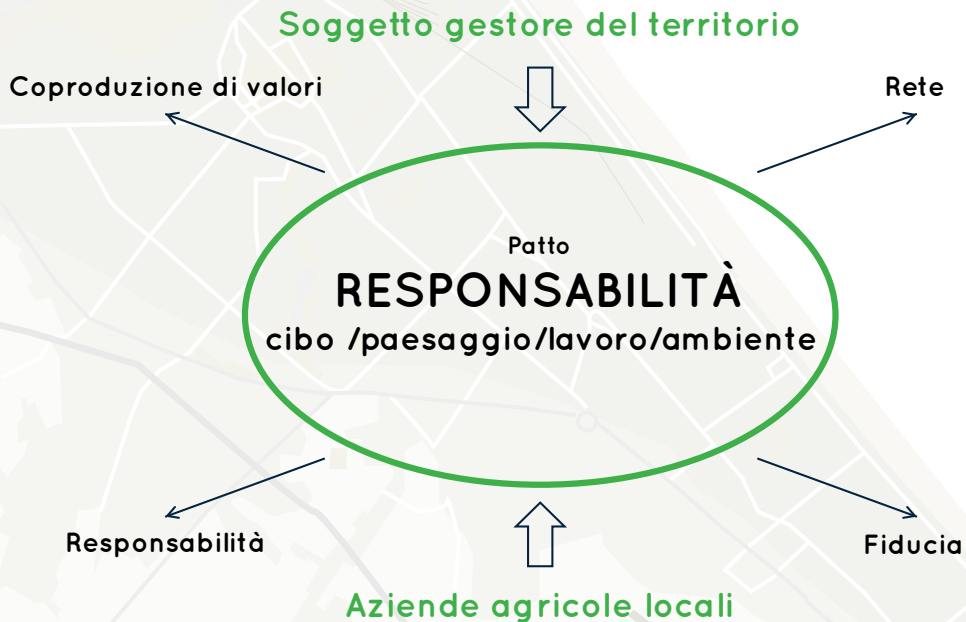 Soggetto gestore del territorio
Coproduzione di valori
Rete
Patto
RESPONSABILITÀ
cibo /paesaggio/lavoro/ambiente
Responsabilità
Fiducia
Aziende agricole locali